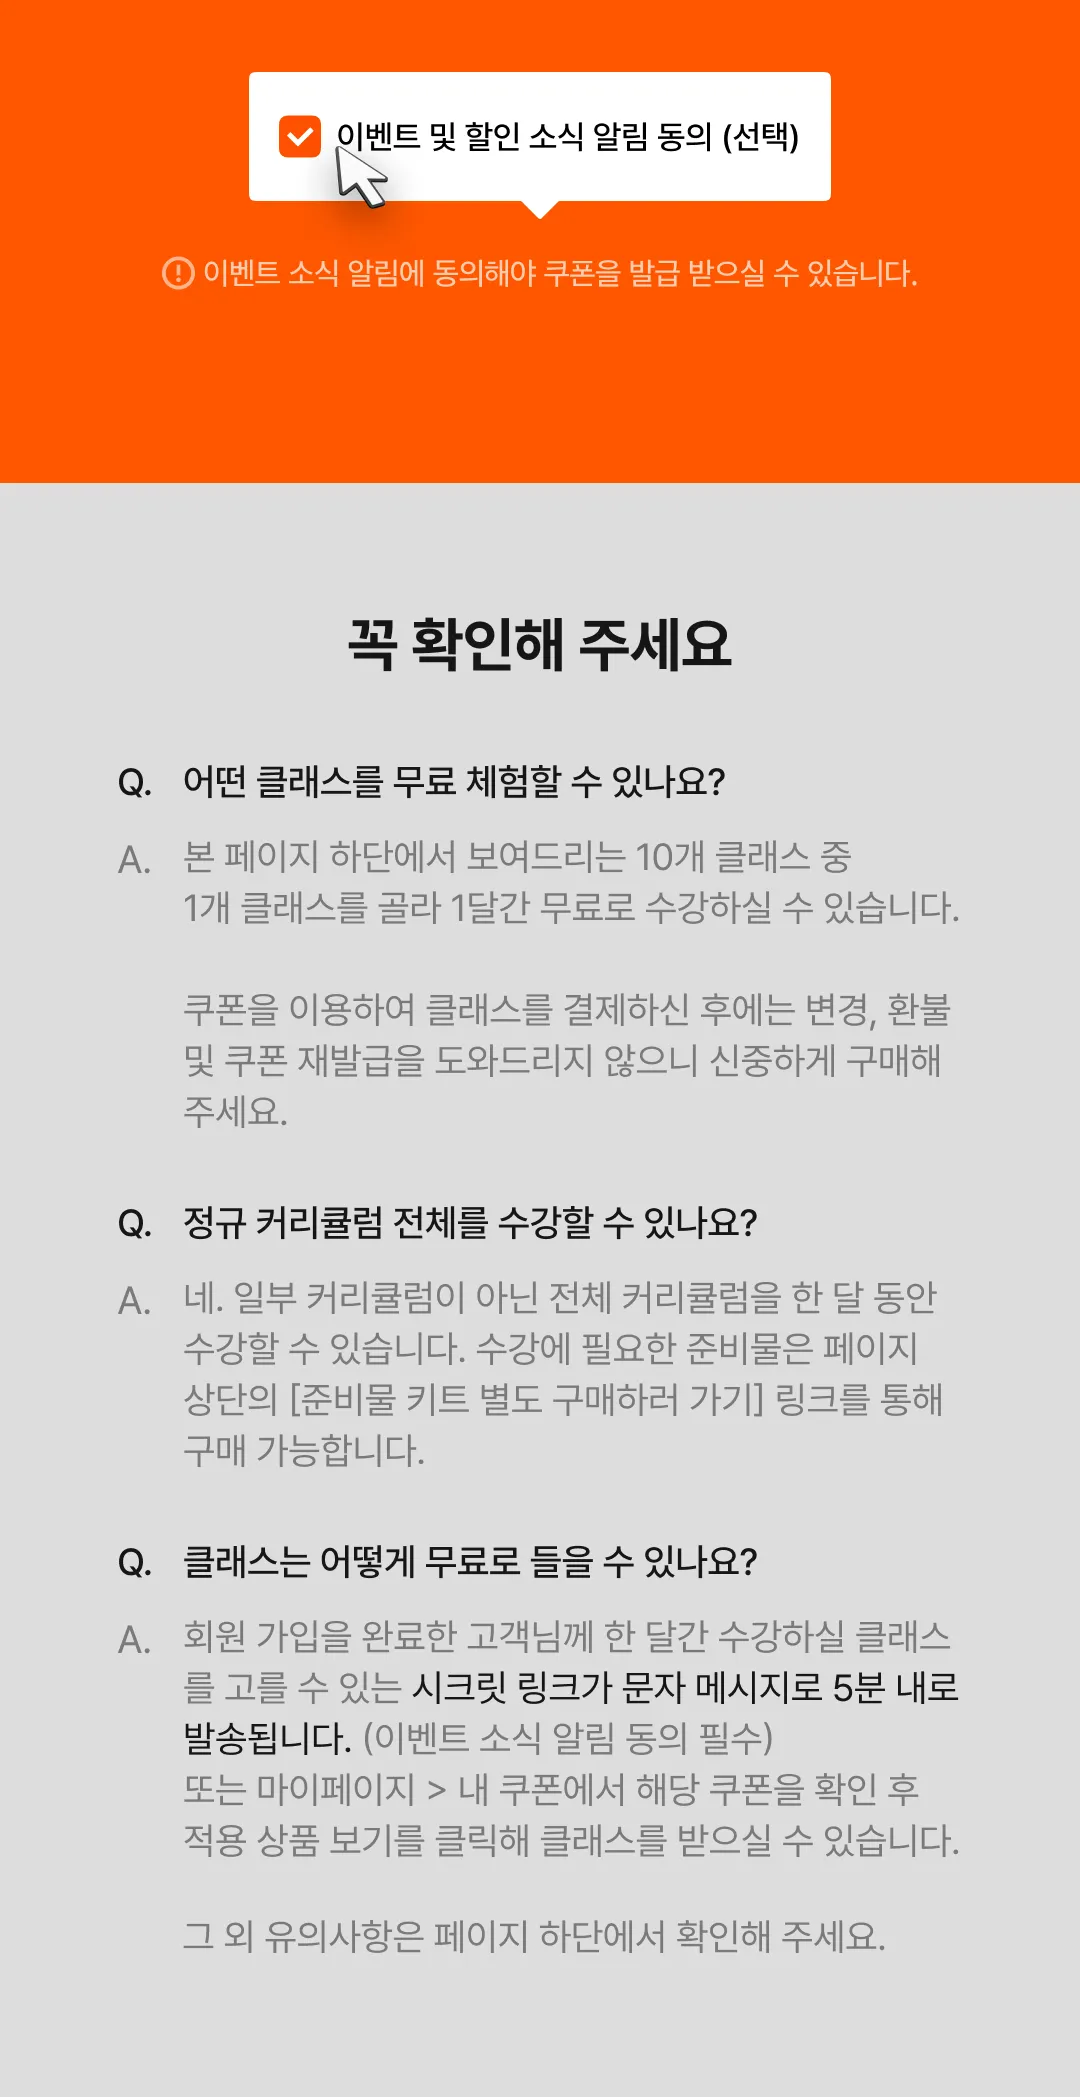 이벤트 및 할인 소식 알림 동의 (선택)
이벤트 소식 알림에 동의해야 쿠폰을 발급 받으실 수 있습니다.
꼭 확인해 주세요
Q. 어떤 클래스를 무료 체험할 수 있나요?
A. 본 페이지 하단에서 보여드리는 10개 클래스 중
1개 클래스를 골라 1달간 무료로 수강하실 수 있습니다.
쿠폰을 이용하여 클래스를 결제하신 후에는 변경, 환불
및 쿠폰 재발급을 도와드리지 않으니 신중하게 구매해
주세요.
Q. 정규 커리큘럼 전체를 수강할 수 있나요?
A. 네. 일부 커리큘럼이 아닌 전체 커리큘럼을 한 달 동안
수강할 수 있습니다. 수강에 필요한 준비물은 페이지
상단의 [준비물 키트 별도 구매하러 가기] 링크를 통해
구매 가능합니다.
Q. 클래스는 어떻게 무료로 들을 수 있나요?
A. 회원 가입을 완료한 고객님께 한 달간 수강하실 클래스
를 고를 수 있는 시크릿 링크가 문자 메시지로 5분 내로
발송됩니다. (이벤트 소식 알림 동의 필수)
또는 마이페이지 > 내 쿠폰에서 해당 쿠폰을 확인 후
적용 상품 보기를 클릭해 클래스를 받으실 수 있습니다.
그 외 유의사항은 페이지 하단에서 확인해 주세요.